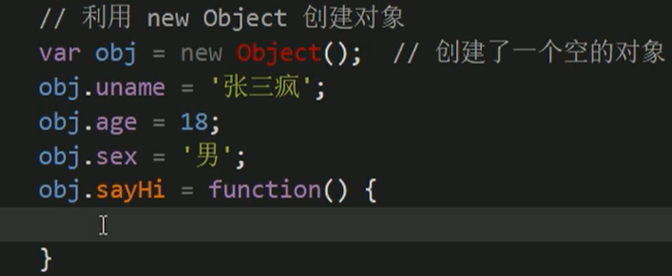 // 利用 new Object 创建对象
var obj = new Object(); // 创建了一个空的对象
obj.uname = '张三疯';
obj.age = 18;
obj.sex = '男';
obj.sayHi = function() {
}